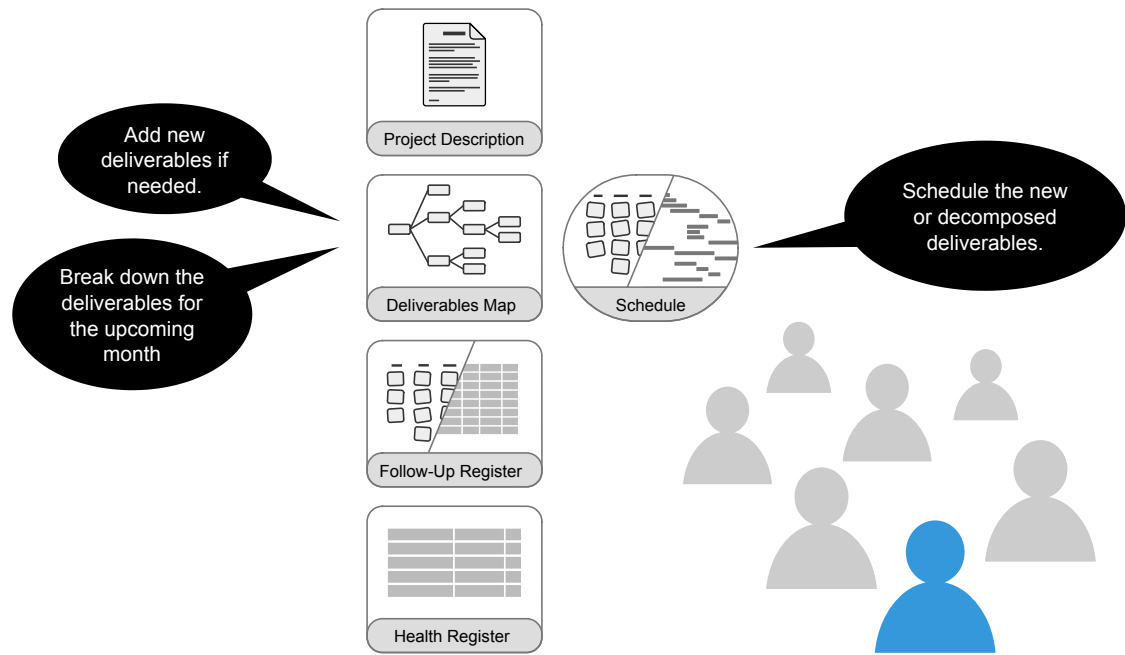 Project Description
Add new
deliverables if
needed.
Break down the
deliverables for
the upcoming
month
Deliverables Map
Schedule
Schedule the new
or decomposed
deliverables.
Follow-Up Register
Health Register